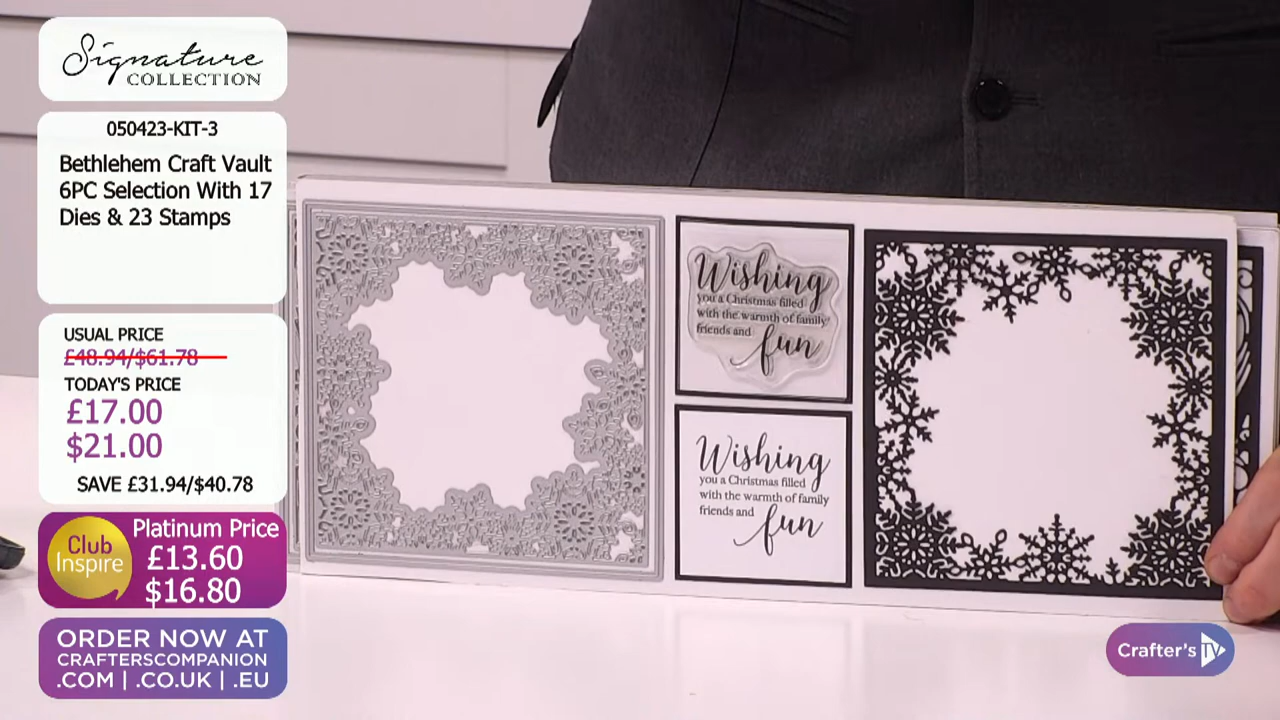 Signature
COLLECTION
050423-KIT-3
Bethlehem Craft Vault
6PC Selection With 17
Dies & 23 Stamps
USUAL PRICE
£48.94/$61.78
TODAY'S PRICE
£17.00
$21.00
SAVE £31.94/$40.78
Club
Inspire
Platinum Price
£13.60
$16.80
ORDER NOW AT
CRAFTERSCOMPANION
.COM | .CO.UK | .EU
Wishing
you a Christmas filled
with the warmth of family
friends and
fun
Wishing
you a Christmas filled
with the warmth of family
friends and
fun
Crafter's TV